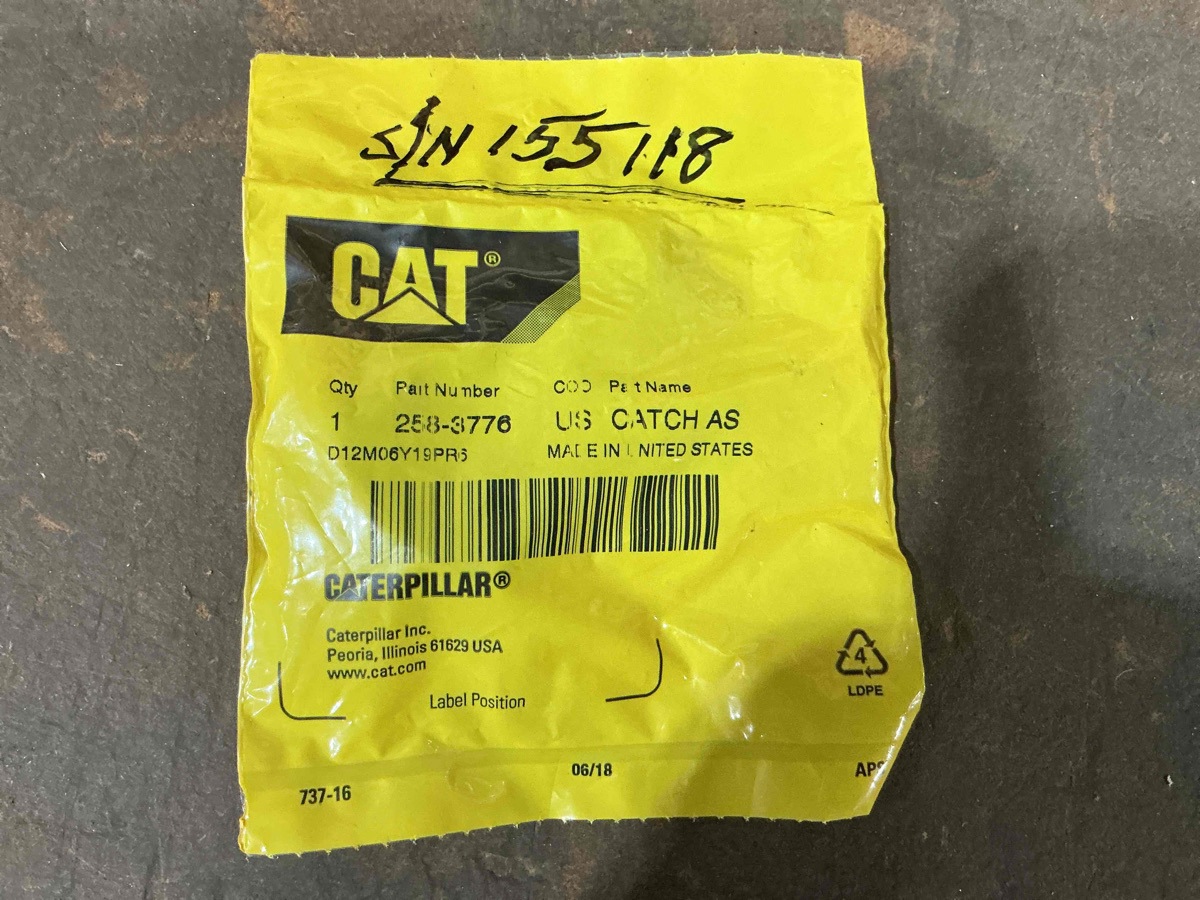 S/N 155118
CAT®
Qty Part Number COO Part Name
1 258-3776 US CATCH AS
D12M06Y19PR6 MADE IN UNITED STATES
CATERPILLAR®
Caterpillar Inc.
Peoria, Illinois 61629 USA
www.cat.com
Label Position
4
LDPE
737-16 06/18 APS